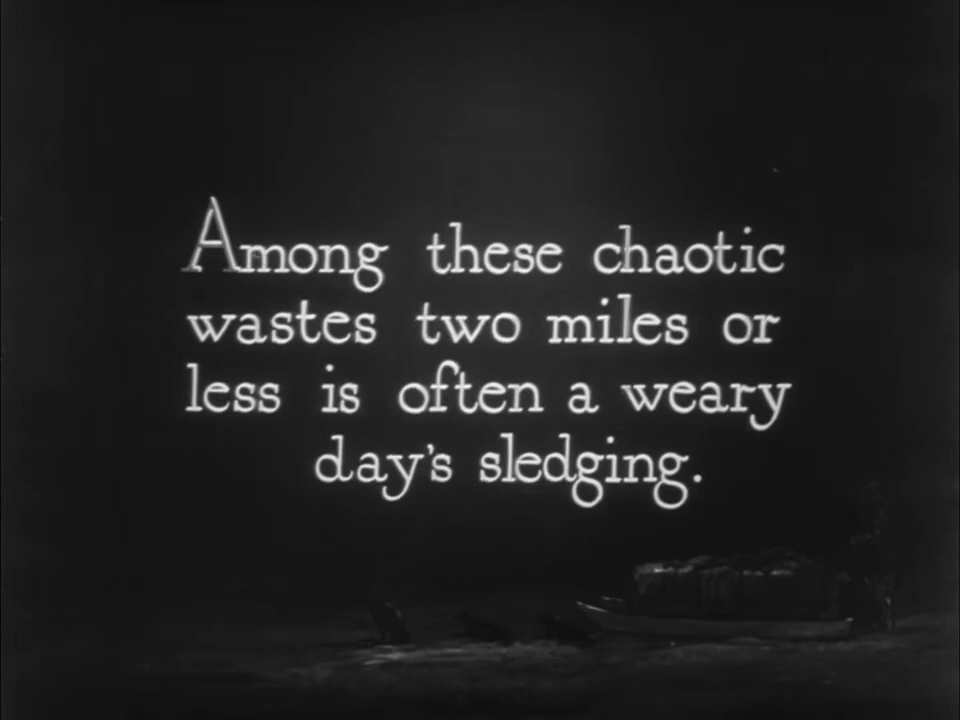 Among these chaotic
wastes two miles or
less is often a weary
day's sledging.